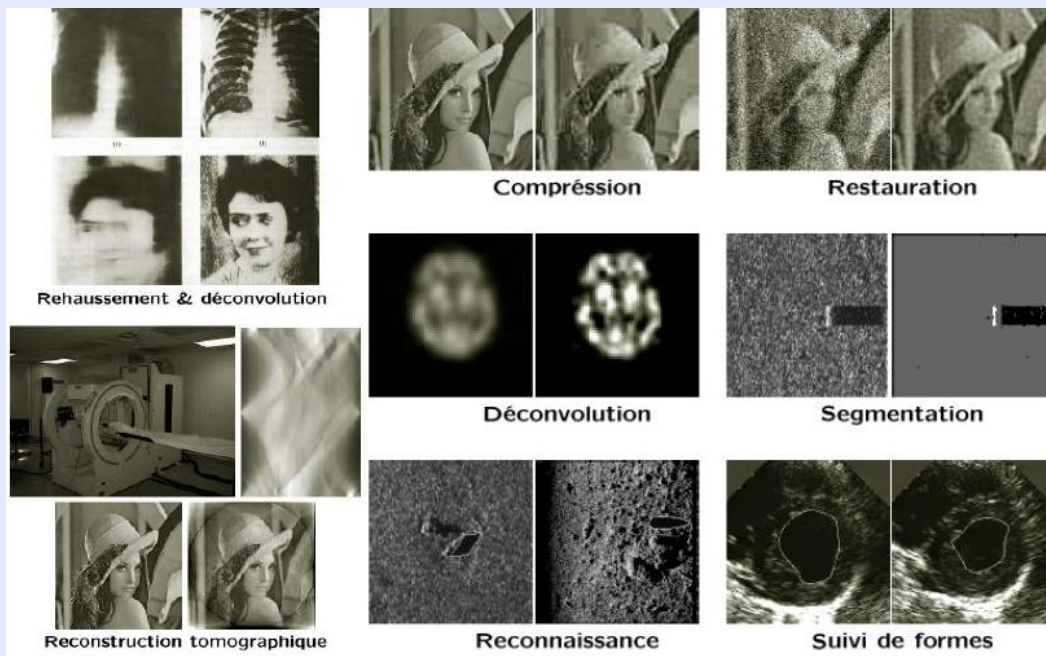 Rehaussement & déconvolution
Reconstruction tomographique
Compréssion
Restauration
Déconvolution
Segmentation
Reconnaissance
Suivi de formes